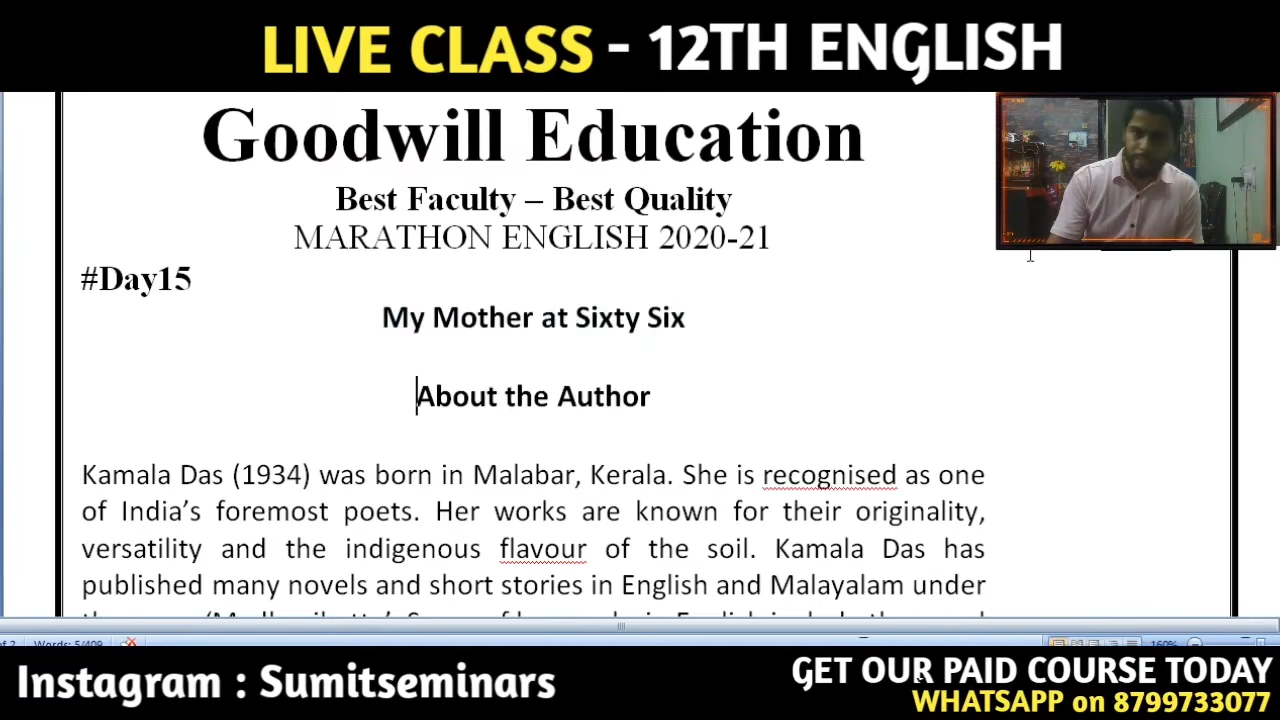 LIVE CLASS - 12TH ENGLISH
Goodwill Education
Best Faculty – Best Quality
MARATHON ENGLISH 2020-21
#Day15
My Mother at Sixty Six
About the Author
Kamala Das (1934) was born in Malabar, Kerala. She is recognised as one
of India's foremost poets. Her works are known for their originality,
versatility and the indigenous flavour of the soil. Kamala Das has
published many novels and short stories in English and Malayalam under
Words: 5/409
160%
Instagram : Sumitseminars
GET OUR PAID COURSE TODAY
WHATSAPP on 8799733077